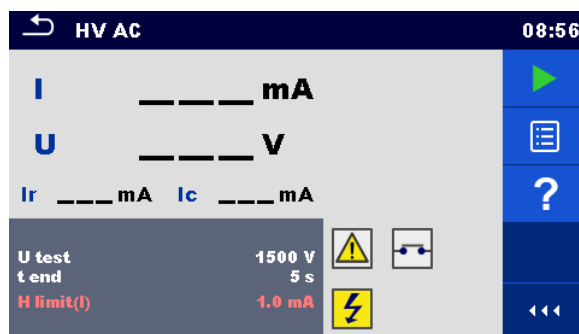 HV AC 08:56
I ___ mA
U ___ V
Ir ___ mA Ic ___ mA
U test 1500 V
t end 5 s
H limit(I) 1.0 mA
?